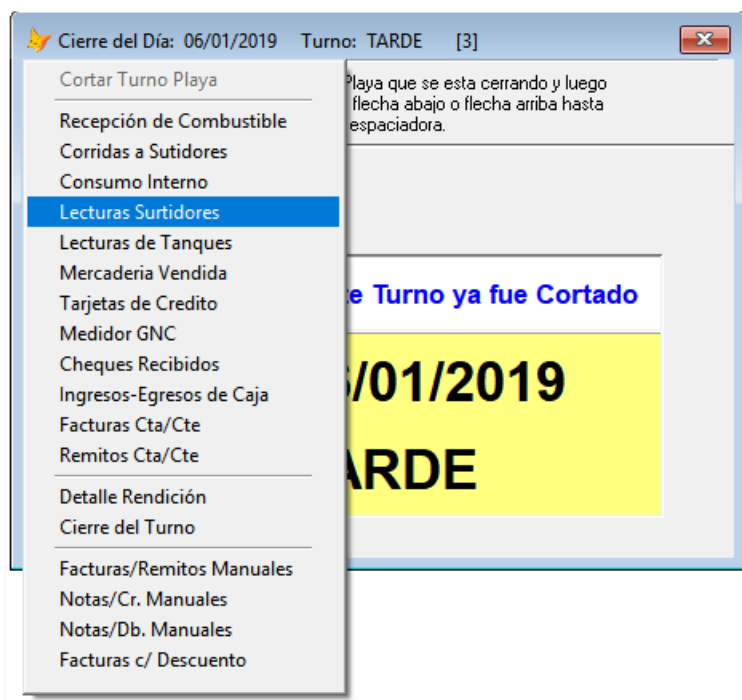 Cierre del Día: 06/01/2019 Turno: TARDE [3]
Cortar Turno Playa
Playa que se esta cerrando y luego
flecha abajo o flecha arriba hasta
espaciadora.
Recepción de Combustible
Corridas a Sutidores
Consumo Interno
Lecturas Surtidores
Lecturas de Tanques
Mercaderia Vendida
Tarjetas de Credito
Medidor GNC
Cheques Recibidos
Ingresos-Egresos de Caja
Facturas Cta/Cte
Remitos Cta/Cte
Detalle Rendición
Cierre del Turno
Facturas/Remitos Manuales
Notas/Cr. Manuales
Notas/Db. Manuales
Facturas c/ Descuento
Turno ya fue Cortado
/01/2019
ARDE